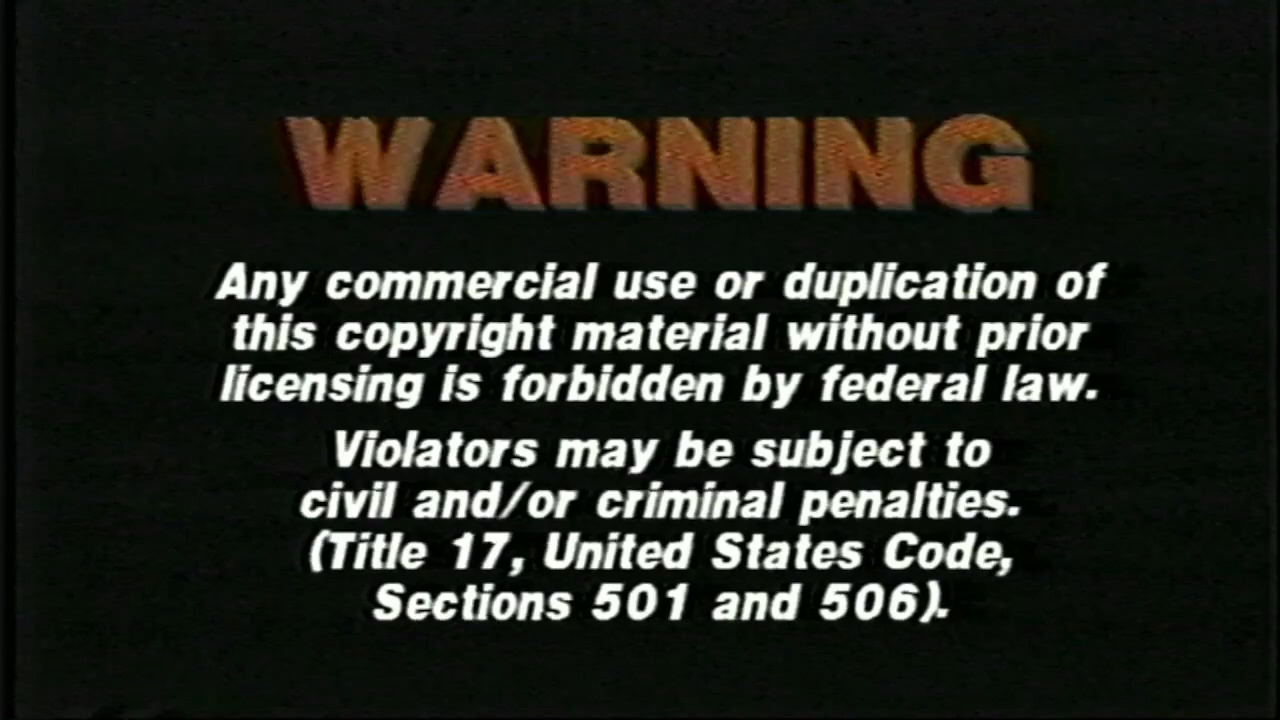 WARNING
Any commercial use or duplication of
this copyright material without prior
licensing is forbidden by federal law.
Violators may be subject to
civil and/or criminal penalties.
(Title 17, United States Code,
Sections 501 and 506).